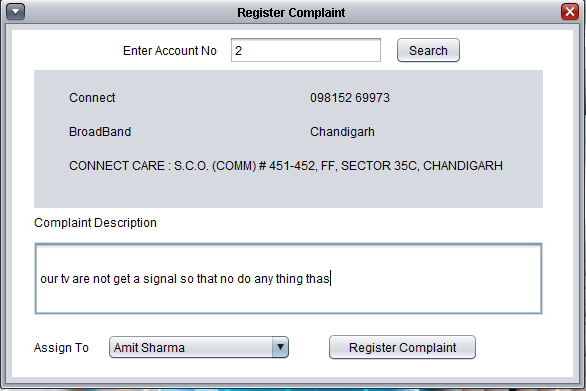 Register Complaint
Enter Account No 2 Search
Connect 098152 69973
BroadBand Chandigarh
CONNECT CARE : S.C.O. (COMM) # 451-452, FF, SECTOR 35C, CHANDIGARH
Complaint Description
our tv are not get a signal so that no do any thing thas
Assign To Amit Sharma Register Complaint